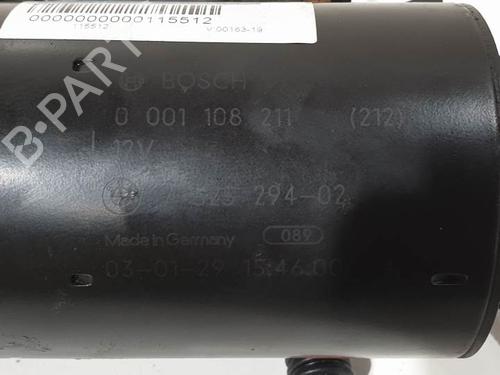 0000000000115512
115512
V.00163-19
BOSCH
0 001 108 211 (212)
12V
294-02
Made in Germany 089
03-01-29 15:46.00